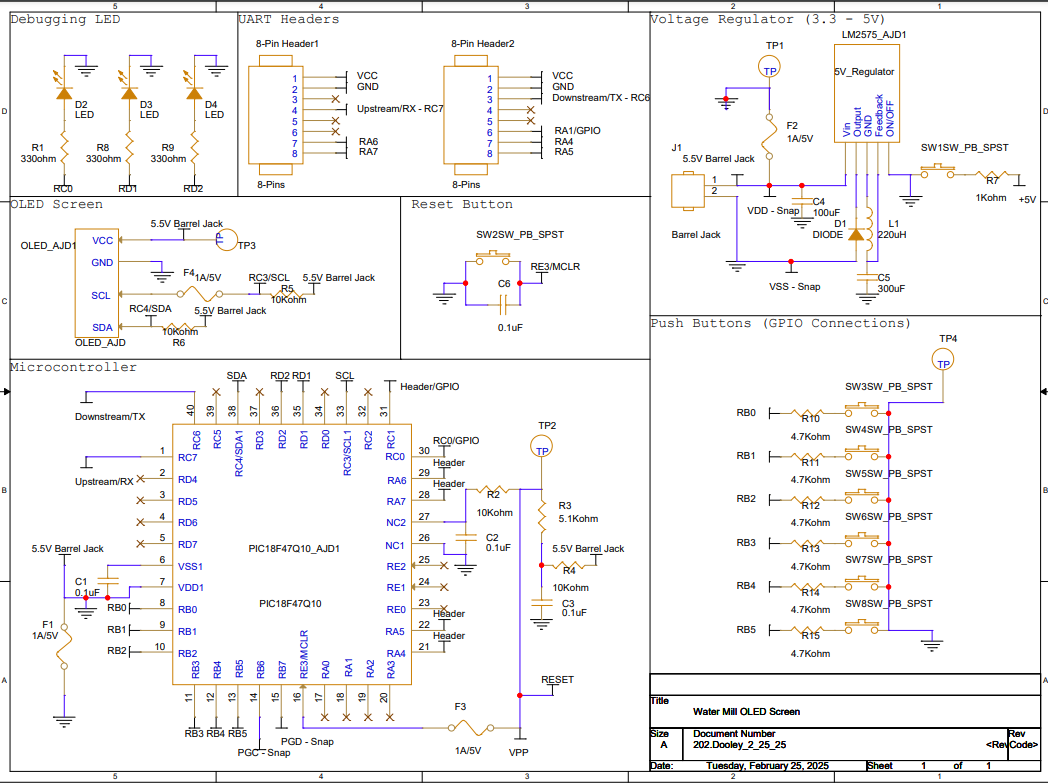 5 4 3 2 1
Debugging LED
D2
LED
D3
LED
D4
LED
R1
330ohm
R8
330ohm
R9
330ohm
RC0
RD1
RD2
UART Headers
8-Pin Header1
1
2
3
4
5
6
7
8
VCC
GND
Upstream/RX - RC7
RA6
RA7
8-Pins
8-Pin Header2
1
2
3
4
5
6
7
8
VCC
GND
Downstream/TX - RC6
RA1/GPIO
RA4
RA5
8-Pins
Voltage Regulator (3.3 - 5V)
LM2575_AJD1
TP1
TP
5V_Regulator
Vin
Output
GND
Feedback
ON/OFF
F2
1A/5V
J1
5.5V Barrel Jack
1
2
Barrel Jack
SW1SW_PB_SPST
R7
1Kohm
+5V
VDD - Snap
C4
100uF
D1
DIODE
L1
220uH
VSS - Snap
C5
300uF
OLED Screen
5.5V Barrel Jack
OLED_AJD1
VCC
GND
SCL
SDA
TP
TP3
F4
1A/5V
RC3/SCL
5.5V Barrel Jack
R5
10Kohm
RC4/SDA
5.5V Barrel Jack
10Kohm
R6
OLED_AJD
Reset Button
SW2SW_PB_SPST
RE3/MCLR
C6
0.1uF
Push Buttons (GPIO Connections)
TP4
TP
SW3SW_PB_SPST
RB0
R10
4.7Kohm
SW4SW_PB_SPST
RB1
R11
4.7Kohm
SW5SW_PB_SPST
RB2
R12
4.7Kohm
SW6SW_PB_SPST
RB3
R13
4.7Kohm
SW7SW_PB_SPST
RB4
R14
4.7Kohm
SW8SW_PB_SPST
RB5
R15
4.7Kohm
Microcontroller
SDA
RD2
RD1
SCL
Header/GPIO
Downstream/TX
40
39
38
37
36
35
34
33
32
31
RC6
RC5
RC4/SDA1
RD3
RD2
RD1
RD0
RC3/SCL1
RC2
RC1
Upstream/RX
1 RC7
2 RD4
3 RD5
4 RD6
5 RD7
6 VSS1
7 VDD1
8 RB0
9 RB1
10 RB2
5.5V Barrel Jack
C1
0.1uF
RB0
RB1
RB2
F1
1A/5V
PIC18F47Q10_AJD1
PIC18F47Q10
RC0 30
RA6 29
RA7 28
NC2 27
NC1 26
RE2 25
RE1 24
RE0 23
RA5 22
RA4 21
RC0/GPIO
Header
Header
Header
Header
RB3
RB4
RB5
RB6
RB7
RE3/MCLR
RA0
RA1
RA2
RA3
11
12
13
14
15
16
17
18
19
20
RB3
RB4
RB5
PGC - Snap
PGD - Snap
TP2
TP
R2
10Kohm
C2
0.1uF
R3
5.1Kohm
5.5V Barrel Jack
R4
10Kohm
C3
0.1uF
RESET
F3
1A/5V
VPP
Title
Water Mill OLED Screen
Size
A
Document Number
202.Dooley_2_25_25
Rev
<Rev Code>
Date: Tuesday, February 25, 2025
Sheet 1 of 1
D
C
B
A
D
C
B
A
5 4 3 2 1